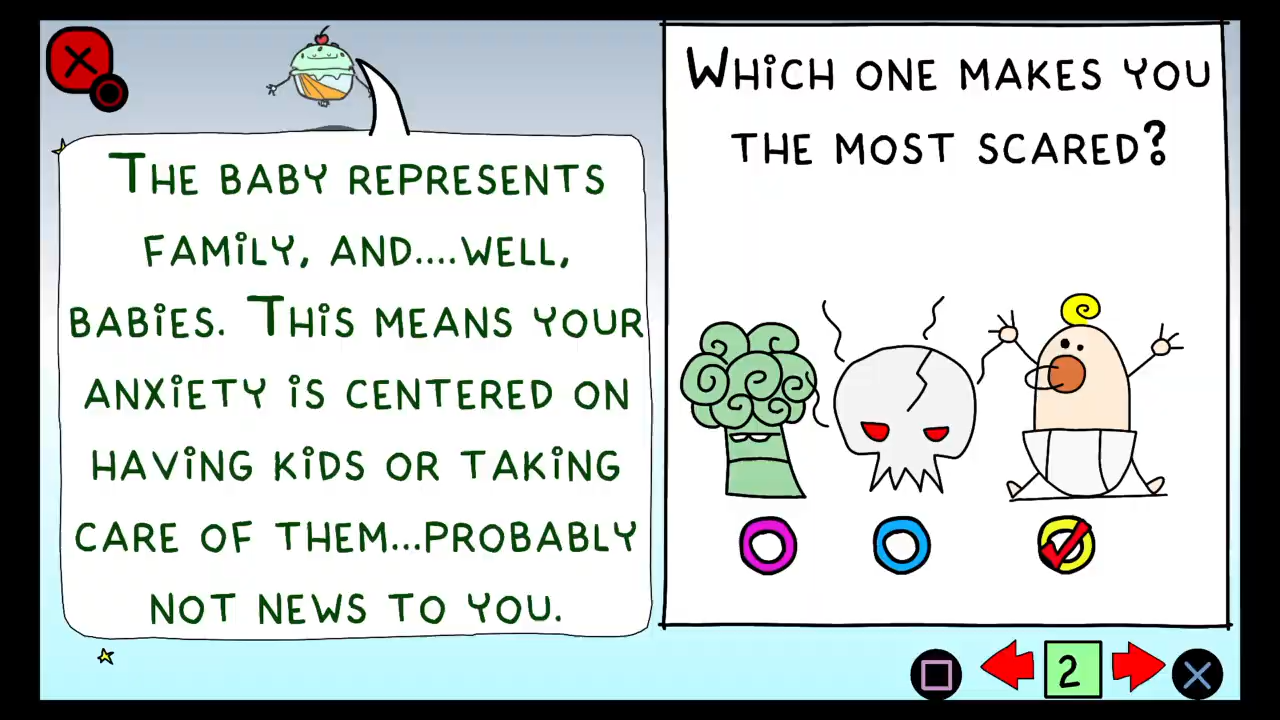 The baby represents
family, and....well,
babies. This means your
anxiety is centered on
having kids or taking
care of them...probably
not news to you.
Which one makes you
the most scared?
2